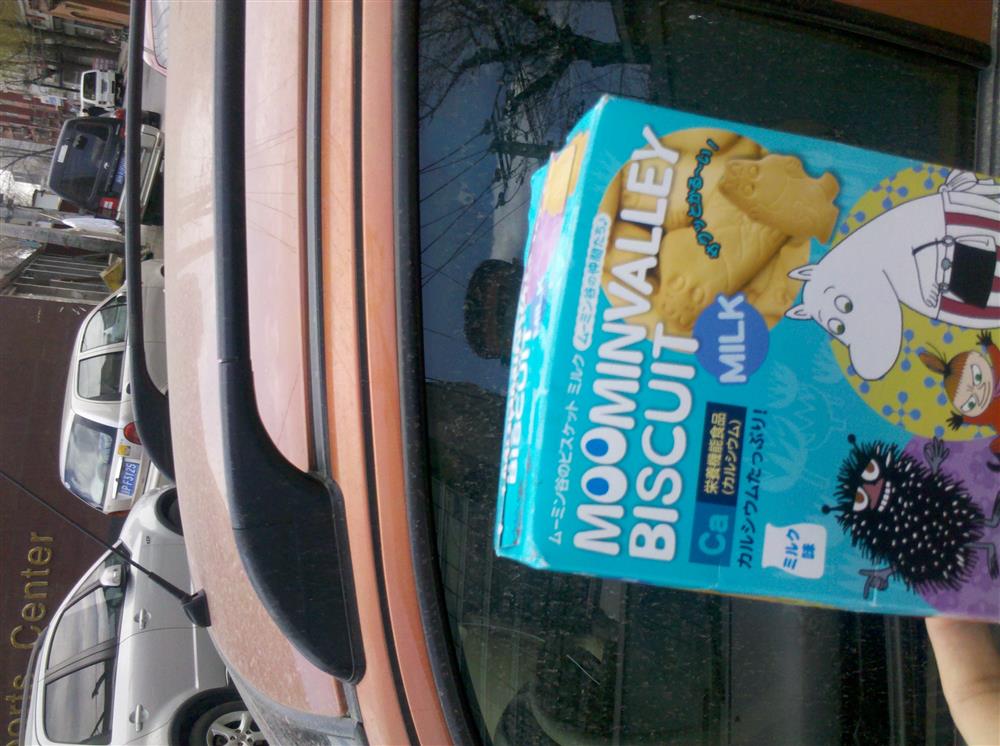 ムーミン谷のビスケット ミルク《ムーミン谷の仲間たち》
MOOMINVALLEY
BISCUIT
MILK
Ca
栄養機能食品
(カルシウム)
カルシウムたっぷり!
ミルク
味
Center